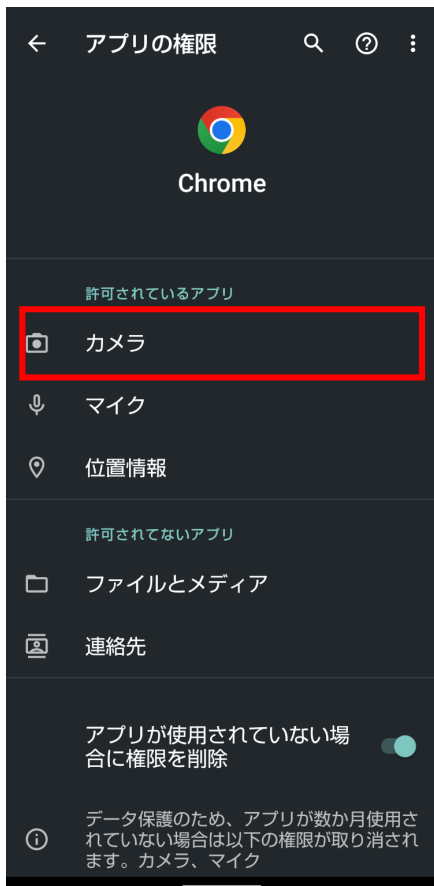 アプリの権限
Chrome
許可されているアプリ
カメラ
マイク
位置情報
許可されてないアプリ
ファイルとメディア
連絡先
アプリが使用されていない場
合に権限を削除
データ保護のため、アプリが数か月使用さ
れていない場合は以下の権限が取り消され
ます。カメラ、マイク